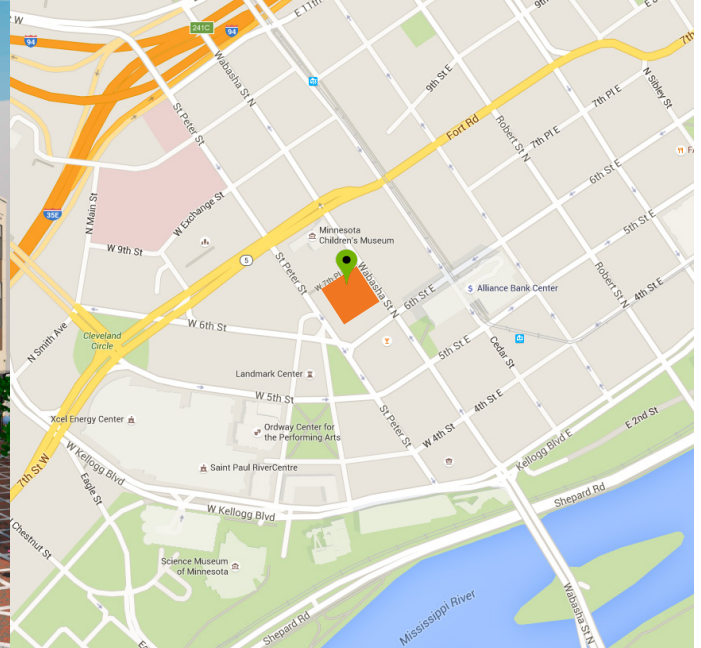 W
241C
94
94
E 11th
9th
E 8
7th
Wabasha St N
St Peter St
9th St E
Fort Rd
7th Pl E
N Sibley St
Robert St N
7th Pl E
6th St E
35E
N Main St
W Exchange St
W 9th St
5
Minnesota
Children's Museum
St Peter St
W 7th Pl
Wabasha St N
6th St E
5th St E
Robert St N
4th St E
$ Alliance Bank Center
N Smith Ave
Cleveland
Circle
W 6th St
5th St E
Cedar St
Landmark Center
W 5th St
4th St E
Xcel Energy Center
Ordway Center for
the Performing Arts
St Peter St
W 4th St
E 2nd St
7th St W
W Kellogg Blvd
Saint Paul RiverCentre
Kellogg Blvd E
Eagle St
W Kellogg Blvd
Shepard Rd
Chestnut St
Science Museum
of Minnesota
Mississippi River
Wabasha St N
Shepard Rd